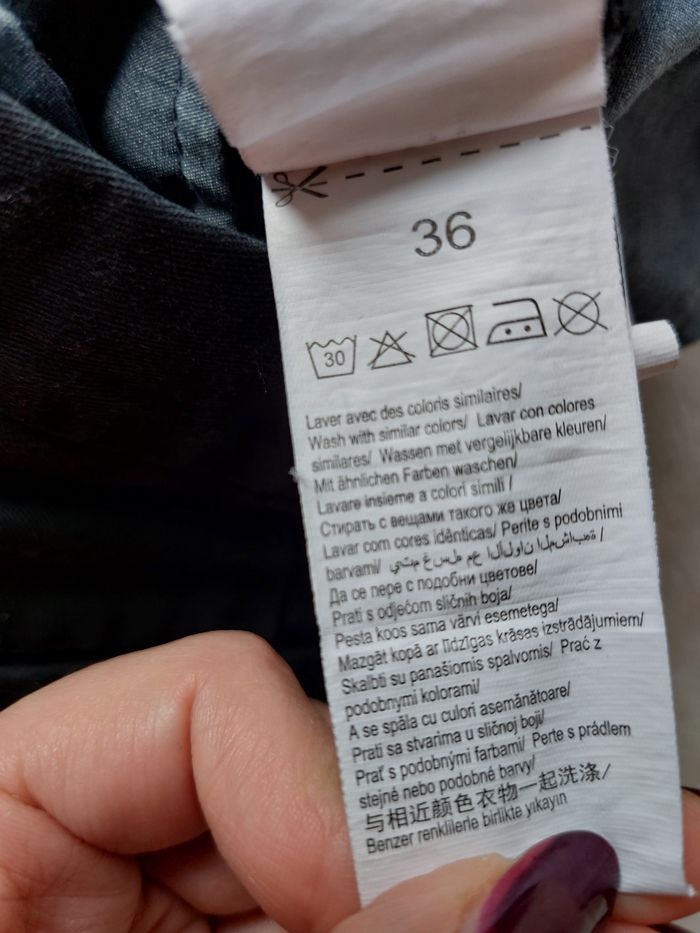 36
30
Laver avec des coloris similaires/
Wash with similar colors/ Lavar con colores
similares/ Wassen met vergelijkbare kleuren/
Mit ähnlichen Farben waschen/
Lavare insieme a colori simili /
Стирать с вещами такого же цвета/
Lavar com cores idênticas/ Perite s podobnimi
barvami/ يتم غسله مع الألوان المشابهة /
Да се пере с подобни цветове/
Prati s odjećom sličnih boja/
Pesta koos sama värvi esemetega/
Mazgāt kopā ar līdzīgas krāsas izstrādājumiem/
Skalbti su panašiomis spalvomis/ Prać z
podobnymi kolorami/
A se spăla cu culori asemănătoare/
Prati sa stvarima u sličnoj boji/
Prať s podobnými farbami/ Perte s prádlem
stejné nebo podobné barvy/
与相近颜色衣物一起洗涤/
Benzer renklilerle birlikte yıkayın